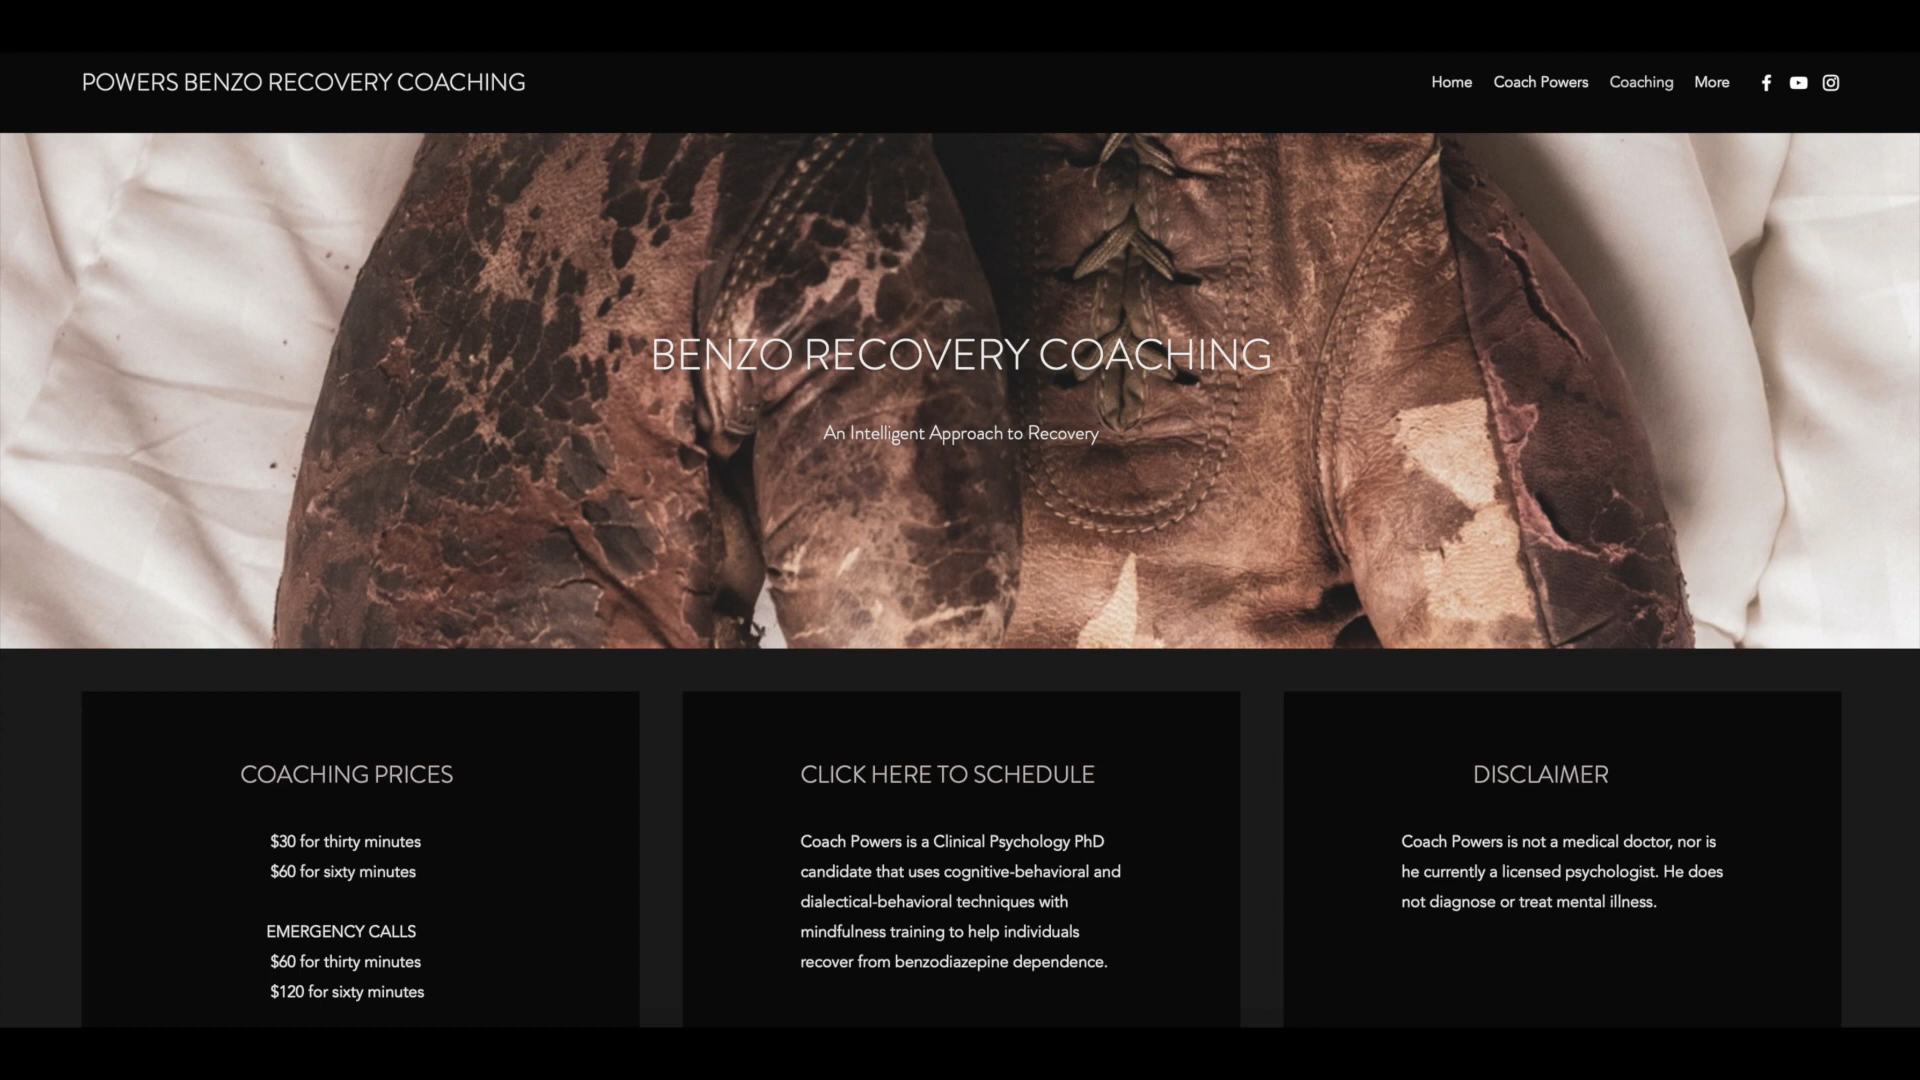 POWERS BENZO RECOVERY COACHING
Home Coach Powers Coaching More
BENZO RECOVERY COACHING
An Intelligent Approach to Recovery
COACHING PRICES
$30 for thirty minutes
$60 for sixty minutes
EMERGENCY CALLS
$60 for thirty minutes
$120 for sixty minutes
CLICK HERE TO SCHEDULE
Coach Powers is a Clinical Psychology PhD
candidate that uses cognitive-behavioral and
dialectical-behavioral techniques with
mindfulness training to help individuals
recover from benzodiazepine dependence.
DISCLAIMER
Coach Powers is not a medical doctor, nor is
he currently a licensed psychologist. He does
not diagnose or treat mental illness.